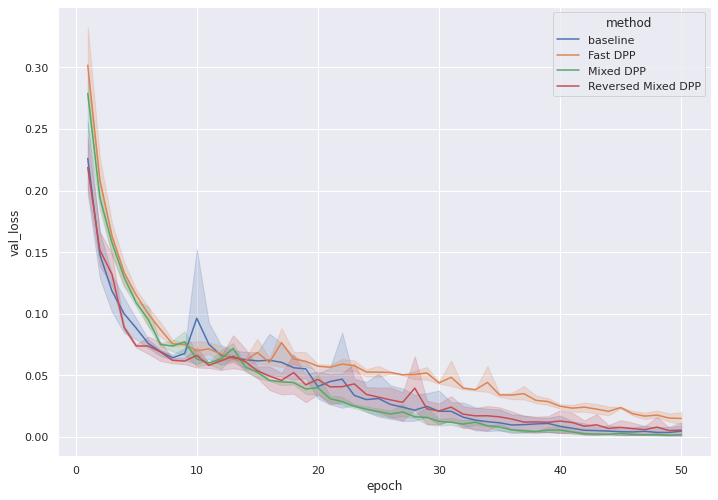 method
baseline
Fast DPP
Mixed DPP
Reversed Mixed DPP
val_loss
0.30
0.25
0.20
0.15
0.10
0.05
0.00
0 10 20 30 40 50
epoch